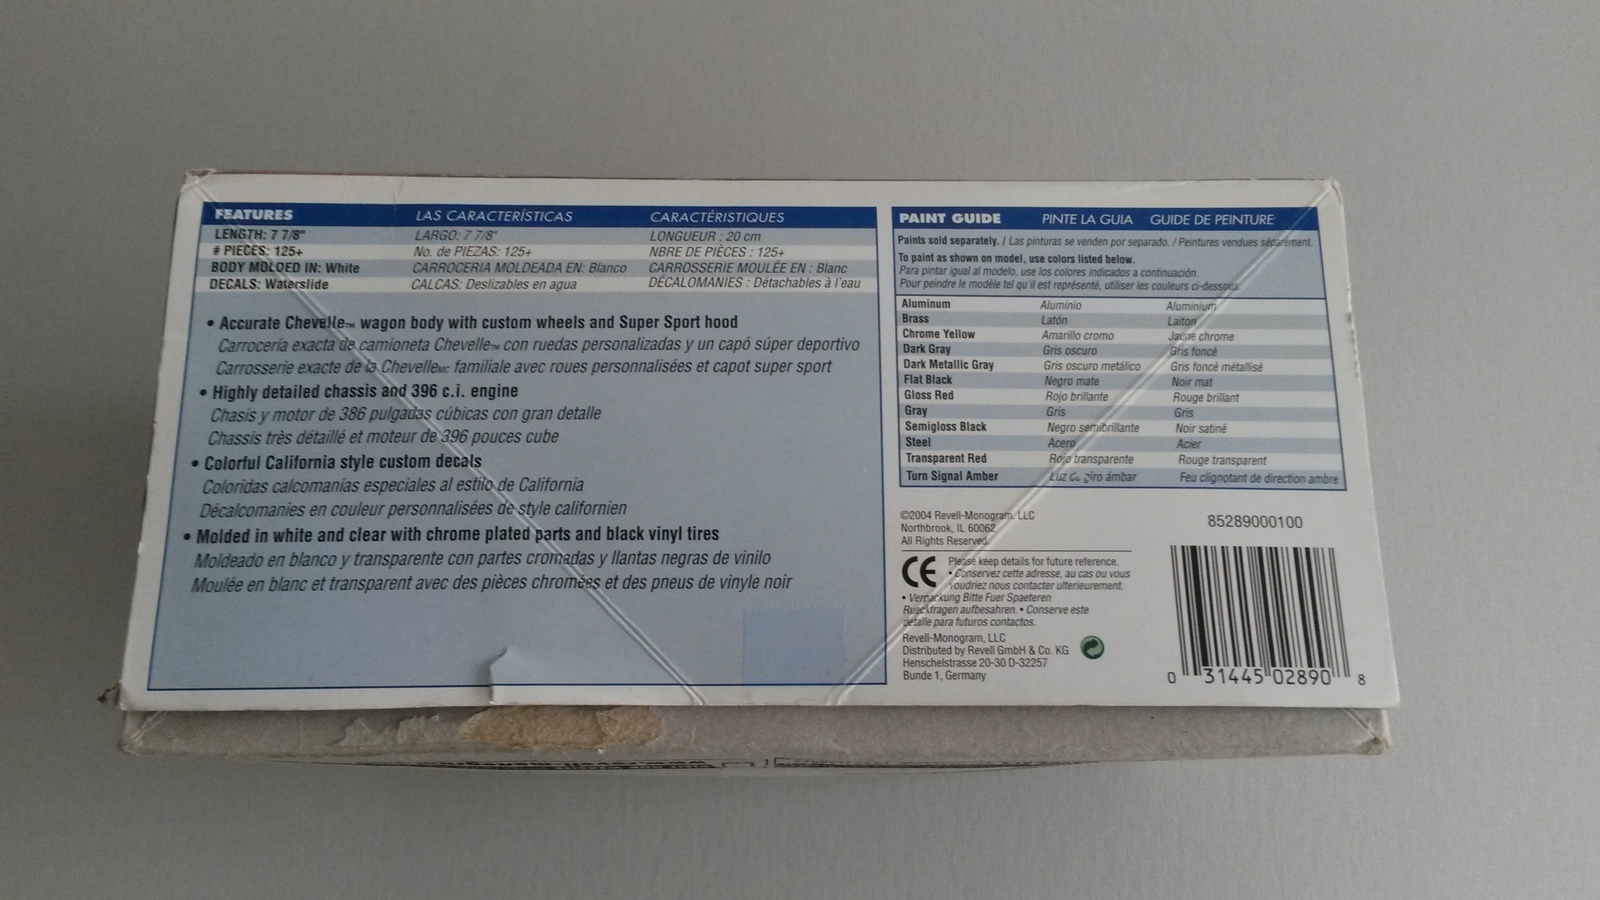 FEATURES LAS CARACTERÍSTICAS CARACTÉRISTIQUES
LENGTH: 7 7/8" LARGO: 7 7/8" LONGUEUR : 20 cm
# PIECES: 125+ No. de PIEZAS: 125+ NBRE DE PIÈCES : 125+
BODY MOLDED IN: White CARROCERIA MOLDEADA EN: Blanco CARROSSERIE MOULÉE EN : Blanc
DECALS: Waterslide CALCAS: Deslizables en agua DÉCALOMANIES : Détachables à l'eau
• Accurate Chevelle™ wagon body with custom wheels and Super Sport hood
Carrocería exacta de camioneta Chevelle™ con ruedas personalizadas y un capó súper deportivo
Carrosserie exacte de la Chevelle MC familiale avec roues personnalisées et capot super sport
• Highly detailed chassis and 396 c.i. engine
Chasis y motor de 386 pulgadas cúbicas con gran detalle
Chassis très détaillé et moteur de 396 pouces cube
• Colorful California style custom decals
Coloridas calcomanías especiales al estilo de California
Décalcomanies en couleur personnalisées de style californien
• Molded in white and clear with chrome plated parts and black vinyl tires
Moldeado en blanco y transparente con partes cromadas y llantas negras de vinilo
Moulée en blanc et transparent avec des pièces chromées et des pneus de vinyle noir
PAINT GUIDE PINTE LA GUIA GUIDE DE PEINTURE
Paints sold separately. / Las pinturas se venden por separado. / Peintures vendues séparément.
To paint as shown on model, use colors listed below.
Para pintar igual al modelo, use los colores indicados a continuación.
Pour peindre le modèle tel qu'il est représenté, utiliser les couleurs ci-dessous.
Aluminum Aluminio Aluminium
Brass Latón Laiton
Chrome Yellow Amarillo cromo Jaune chrome
Dark Gray Gris oscuro Gris foncé
Dark Metallic Gray Gris oscuro metálico Gris foncé métallisé
Flat Black Negro mate Noir mat
Gloss Red Rojo brillante Rouge brillant
Gray Gris Gris
Semigloss Black Negro semibrillante Noir satiné
Steel Acero Acier
Transparent Red Rojo transparente Rouge transparent
Turn Signal Amber Luz de giro ámbar Feu clignotant de direction ambre
©2004 Revell-Monogram, LLC
Northbrook, IL 60062
All Rights Reserved.
CE Please keep details for future reference.
• Conservez cette adresse, au cas ou vous
voudriez nous contacter ulterieurement.
• Verpackung Bitte Fuer Spaeteren
Rueckfragen aufbesahren. • Conserve este
detalle para futuros contactos.
Revell-Monogram, LLC
Distributed by Revell GmbH & Co. KG
Henschelstrasse 20-30 D-32257
Bunde 1, Germany
85289000100
0 31445 02890 8